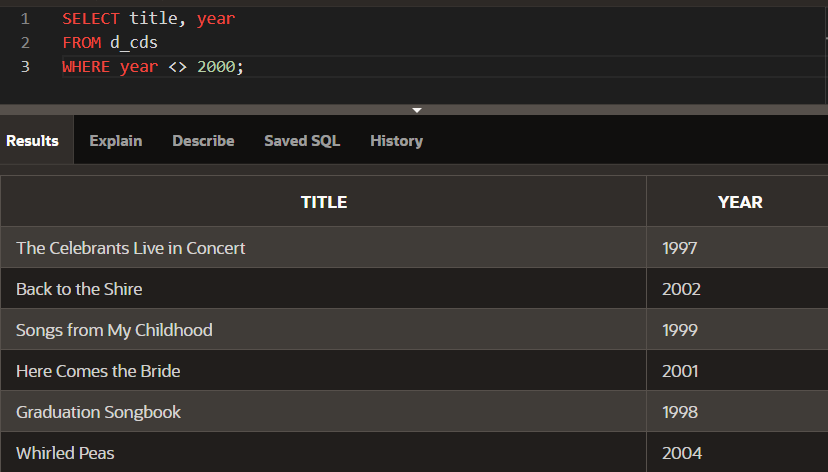 1 SELECT title, year
2 FROM d_cds
3 WHERE year <> 2000;
Results Explain Describe Saved SQL History
TITLE YEAR
The Celebrants Live in Concert 1997
Back to the Shire 2002
Songs from My Childhood 1999
Here Comes the Bride 2001
Graduation Songbook 1998
Whirled Peas 2004